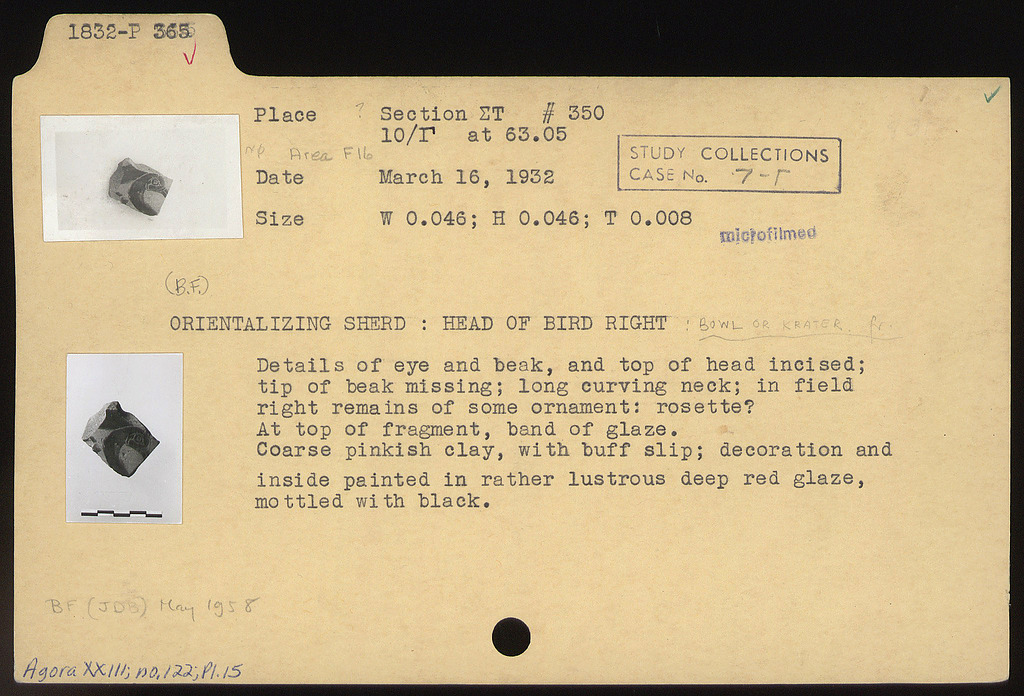 1832-P 365
Place ? Section ΣT # 350
10/Γ at 63.05
NP Area F16
STUDY COLLECTIONS
CASE No. 7-Γ
Date March 16, 1932
Size W 0.046; H 0.046; T 0.008
microfilmed
(B.F.)
ORIENTALIZING SHERD : HEAD OF BIRD RIGHT : BOWL OR KRATER fr.
Details of eye and beak, and top of head incised;
tip of beak missing; long curving neck; in field
right remains of some ornament: rosette?
At top of fragment, band of glaze.
Coarse pinkish clay, with buff slip; decoration and
inside painted in rather lustrous deep red glaze,
mottled with black.
BF (JDB) May 1958
Agora XXIII; no. 122; Pl. 15